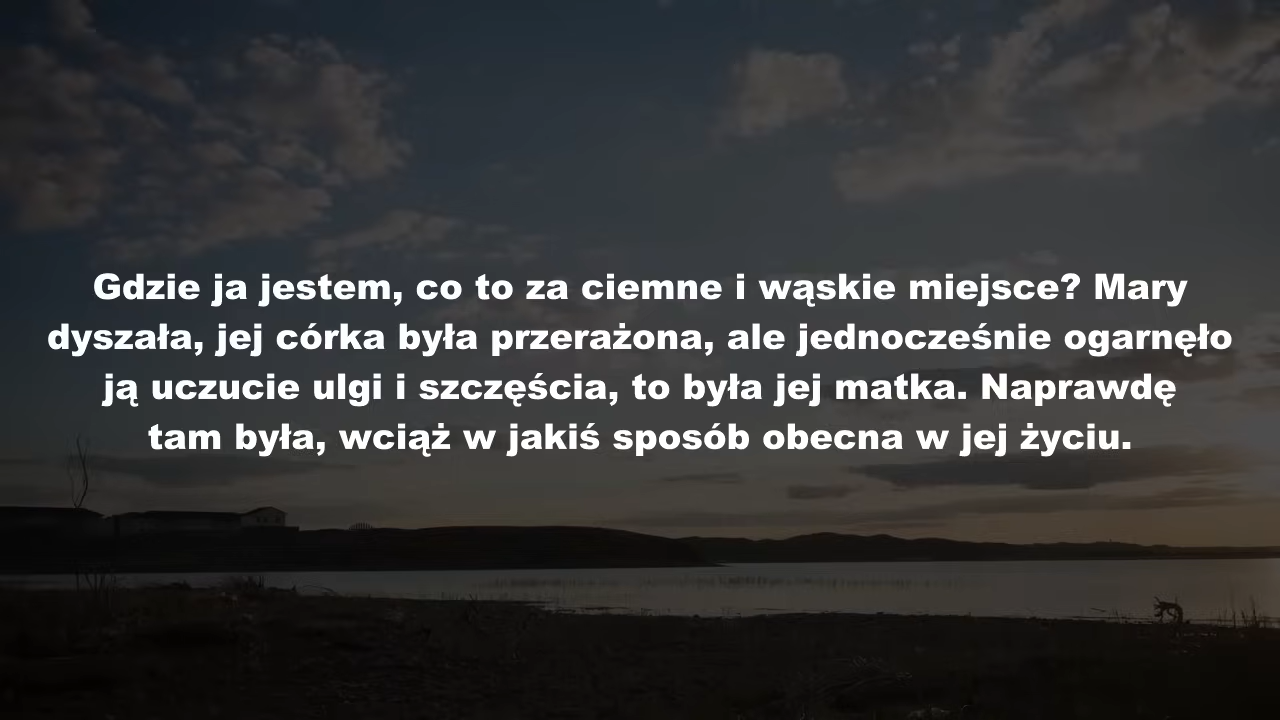 Gdzie ja jestem, co to za ciemne i wąskie miejsce? Mary
dyszała, jej córka była przerażona, ale jednocześnie ogarnęło
ją uczucie ulgi i szczęścia, to była jej matka. Naprawdę
tam była, wciąż w jakiś sposób obecna w jej życiu.